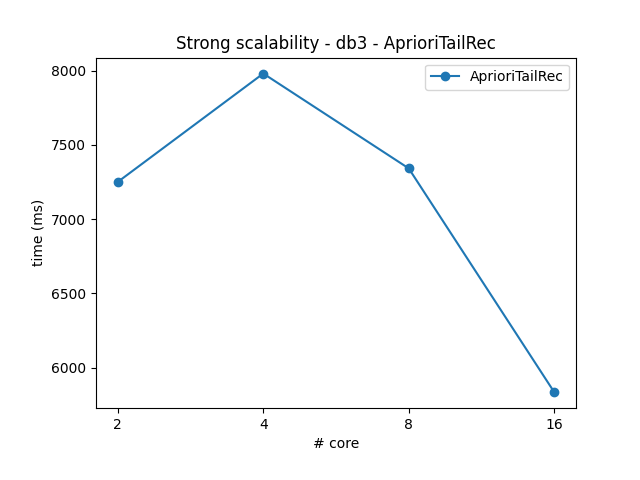 Strong scalability - db3 - AprioriTailRec
AprioriTailRec
8000
7500
7000
6500
6000
time (ms)
2 4 8 16
# core